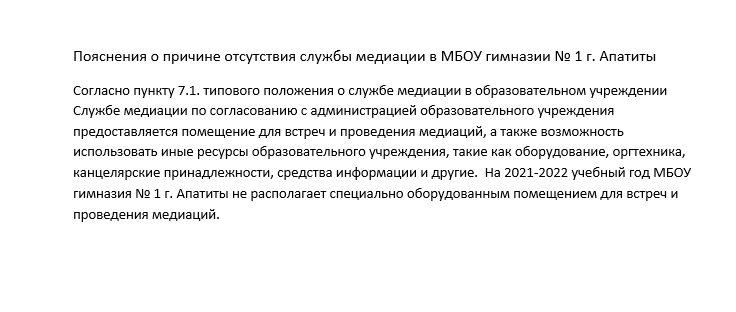 Пояснения о причине отсутствия службы медиации в МБОУ гимназии № 1 г. Апатиты
Согласно пункту 7.1. типового положения о службе медиации в образовательном учреждении
Службе медиации по согласованию с администрацией образовательного учреждения
предоставляется помещение для встреч и проведения медиаций, а также возможность
использовать иные ресурсы образовательного учреждения, такие как оборудование, оргтехника,
канцелярские принадлежности, средства информации и другие.  На 2021-2022 учебный год МБОУ
гимназия № 1 г. Апатиты не располагает специально оборудованным помещением для встреч и
проведения медиаций.